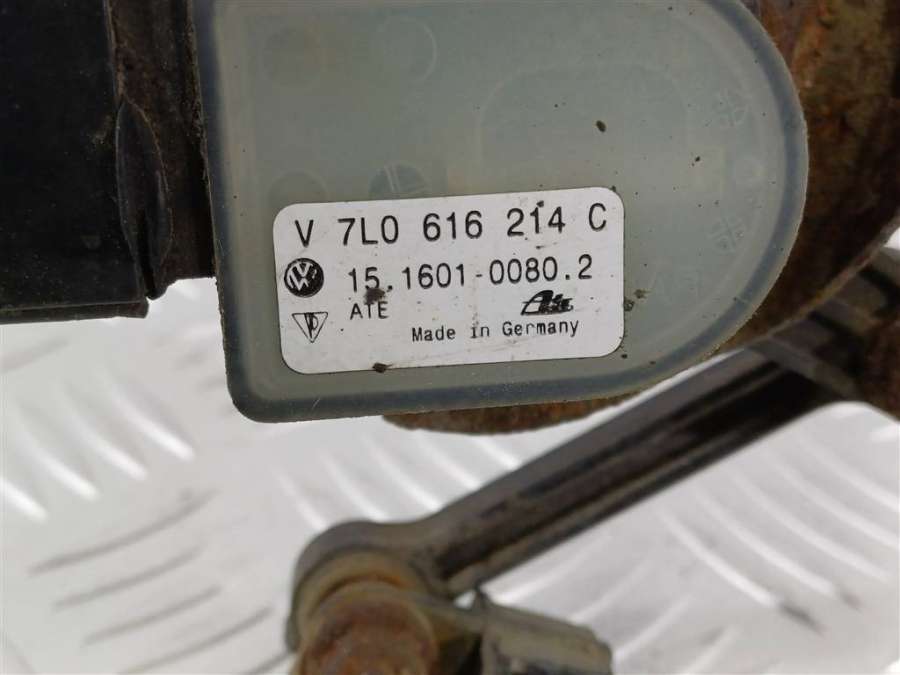 V 7L0 616 214 C
15.1601-0080.2
ATE
Ate
Made in Germany